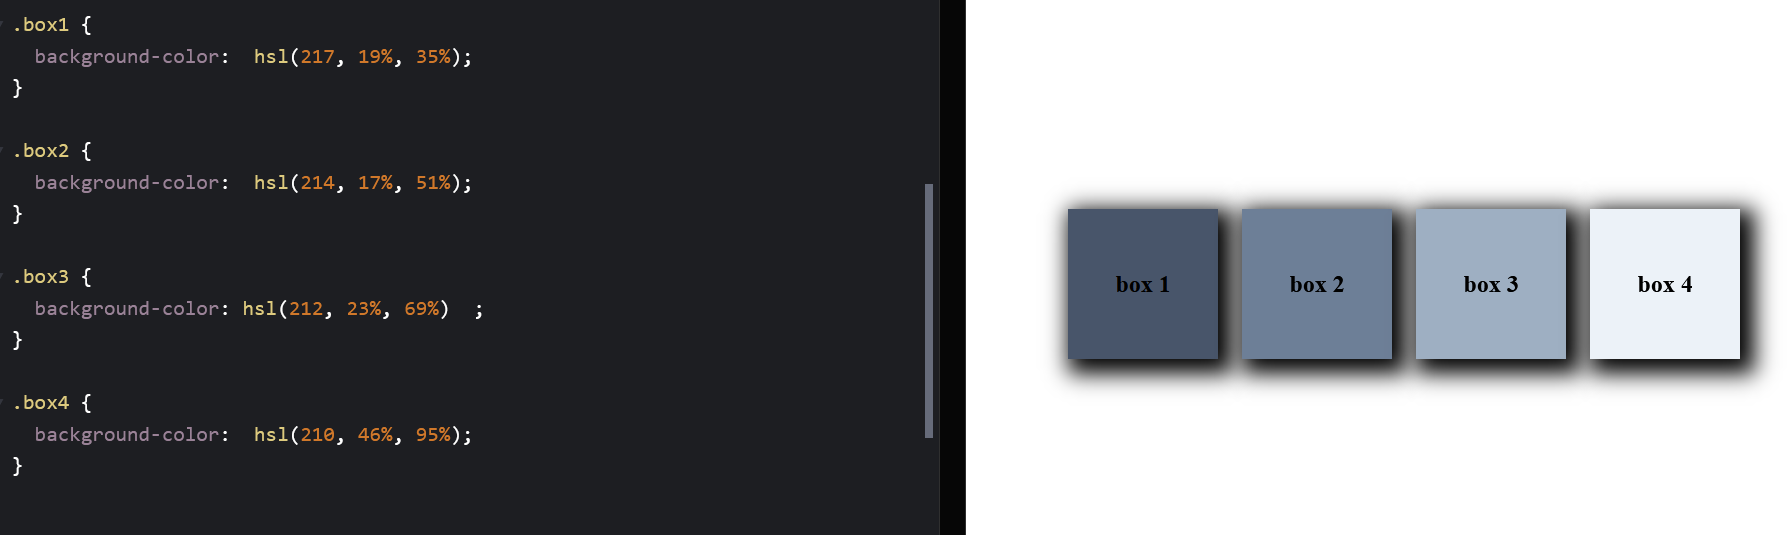 .box1 {
  background-color:  hsl(217, 19%, 35%);
}

.box2 {
  background-color:  hsl(214, 17%, 51%);
}

.box3 {
  background-color: hsl(212, 23%, 69%)  ;
}

.box4 {
  background-color:  hsl(210, 46%, 95%);
}
box 1
box 2
box 3
box 4